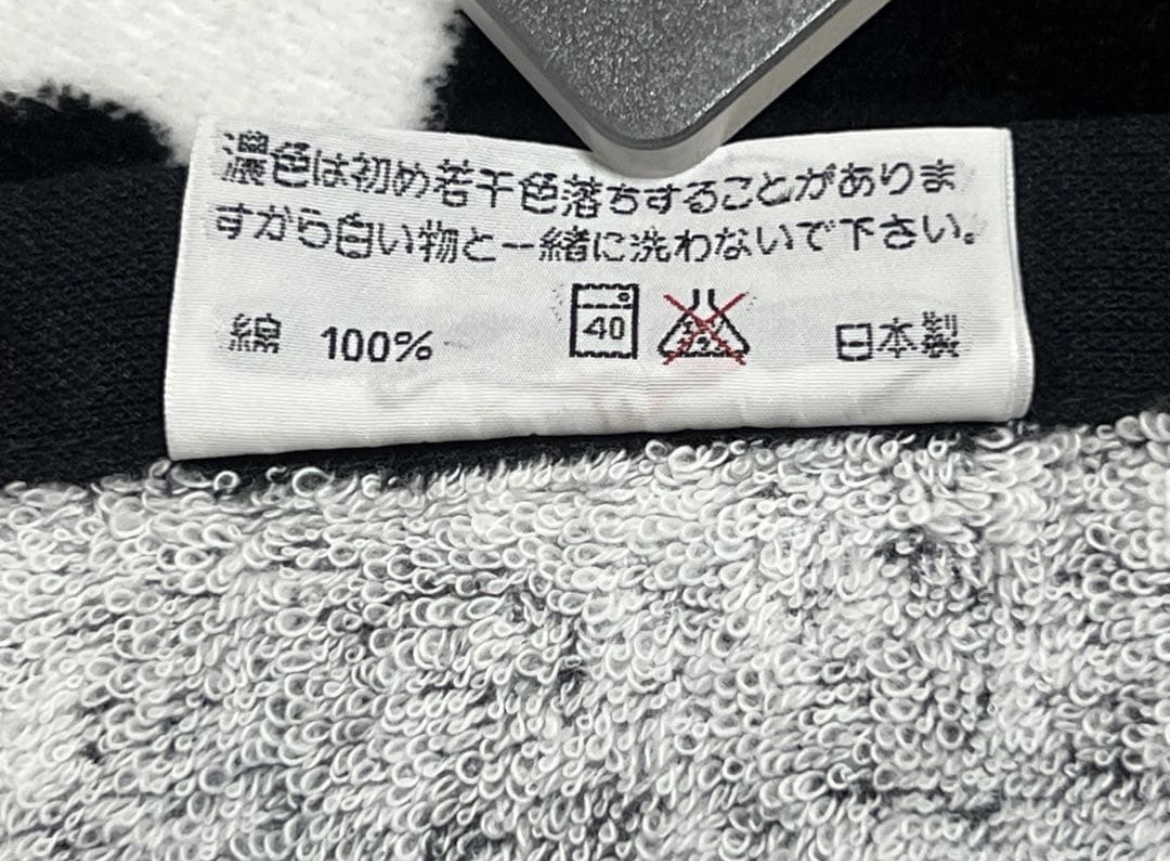 濃色は初め若干色落ちすることがありま
すから白い物と一緒に洗わないで下さい。
綿 100% 40 日本製